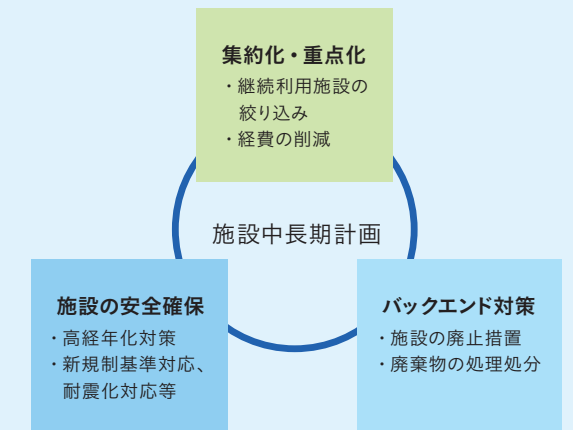 集約化・重点化
・継続利用施設の
絞り込み
・経費の削減
施設中長期計画
施設の安全確保
・高経年化対策
・新規制基準対応、
耐震化対応等
バックエンド対策
・施設の廃止措置
・廃棄物の処理処分